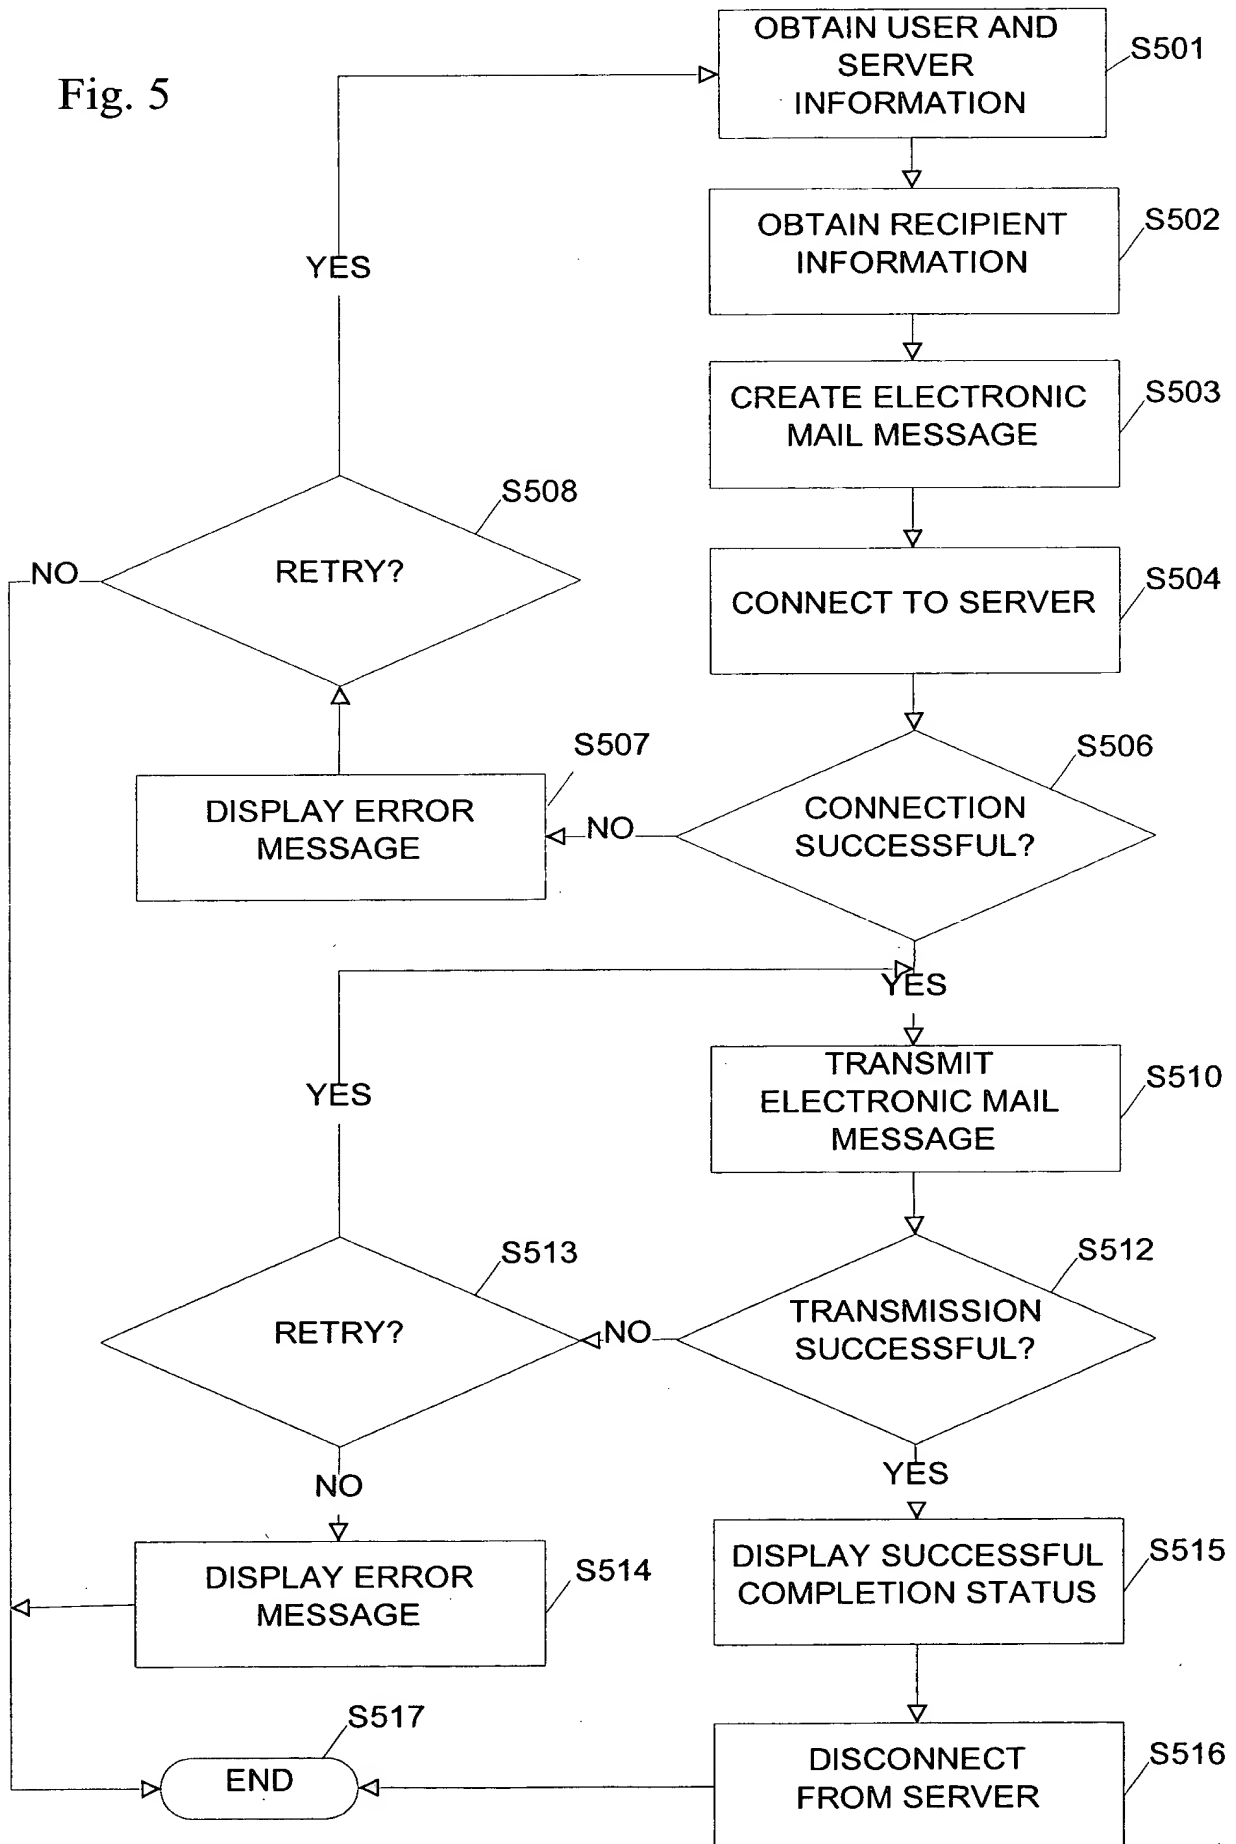 Fig. 5
OBTAIN USER AND
SERVER
INFORMATION
S501
OBTAIN RECIPIENT
INFORMATION
S502
YES
CREATE ELECTRONIC
MAIL MESSAGE
S503
S508
RETRY?
NO
CONNECT TO SERVER
S504
S507
DISPLAY ERROR
MESSAGE
NO
S506
CONNECTION
SUCCESSFUL?
YES
YES
TRANSMIT
ELECTRONIC MAIL
MESSAGE
S510
S513
RETRY?
NO
S512
TRANSMISSION
SUCCESSFUL?
NO
YES
DISPLAY ERROR
MESSAGE
S514
DISPLAY SUCCESSFUL
COMPLETION STATUS
S515
S517
END
DISCONNECT
FROM SERVER
S516